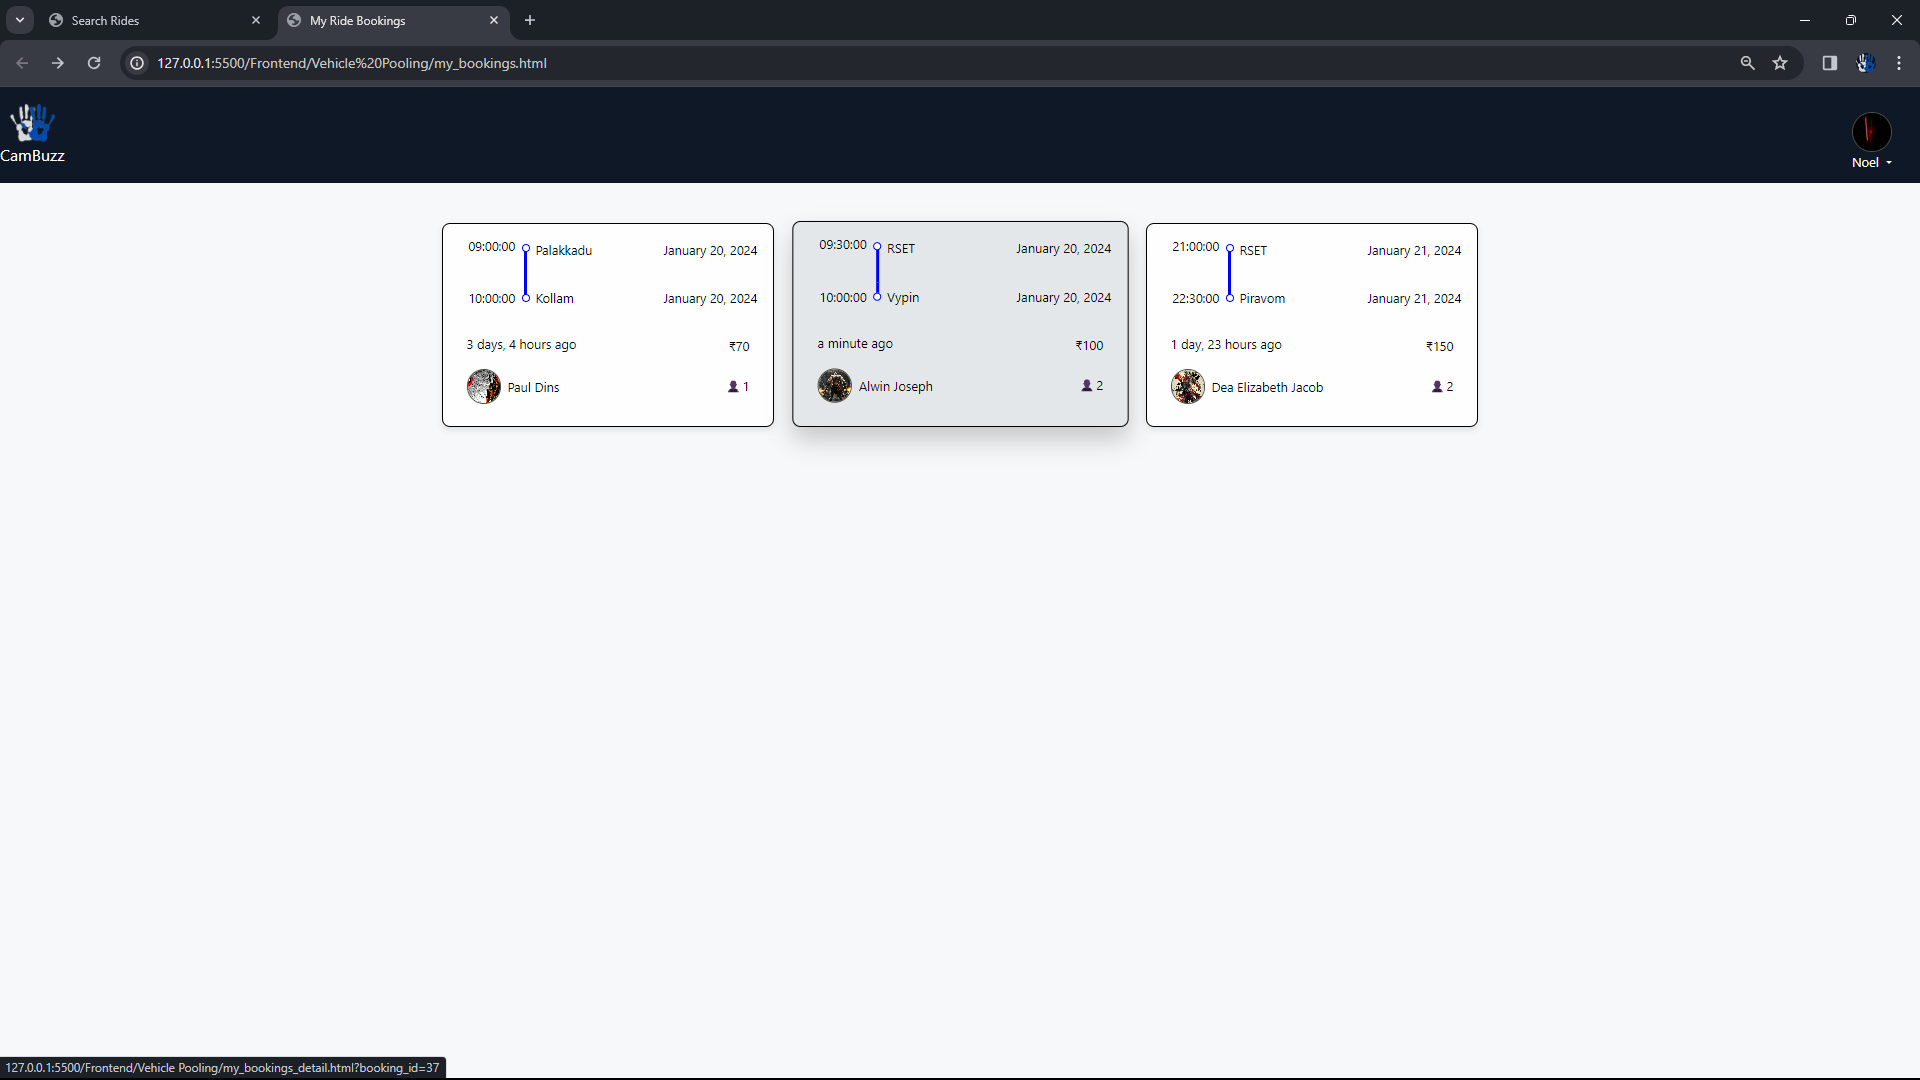 Search Rides
My Ride Bookings
127.0.0.1:5500/Frontend/Vehicle%20Pooling/my_bookings.html
CamBuzz
Noel
09:00:00 Palakkadu January 20, 2024
10:00:00 Kollam January 20, 2024
3 days, 4 hours ago ₹70
Paul Dins 1
09:30:00 RSET January 20, 2024
10:00:00 Vypin January 20, 2024
a minute ago ₹100
Alwin Joseph 2
21:00:00 RSET January 21, 2024
22:30:00 Piravom January 21, 2024
1 day, 23 hours ago ₹150
Dea Elizabeth Jacob 2
127.0.0.1:5500/Frontend/Vehicle Pooling/my_bookings_detail.html?booking_id=37